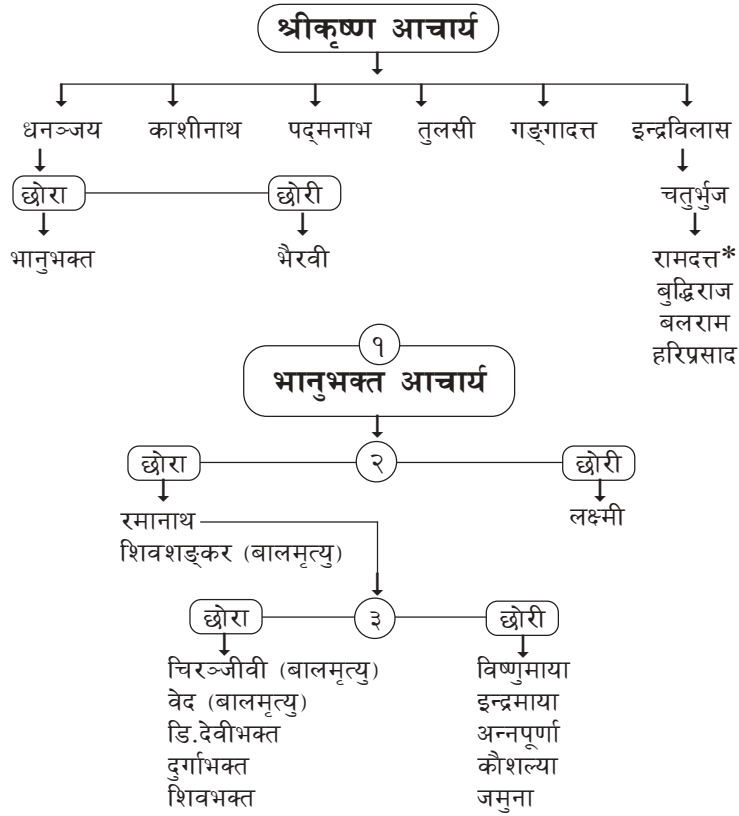 श्रीकृष्ण आचार्य
धनञ्जय काशीनाथ पद्मनाभ तुलसी गङ्गादत्त इन्द्रविलास
छोरा छोरी चतुर्भुज
भानुभक्त भैरवी रामदत्त*
बुद्धिराज
बलराम
हरिप्रसाद
१
भानुभक्त आचार्य
छोरा २ छोरी
रमानाथ लक्ष्मी
शिवशङ्कर (बालमृत्यु)
छोरा ३ छोरी
चिरञ्जीवी (बालमृत्यु) विष्णुमाया
वेद (बालमृत्यु) इन्द्रमाया
डि.देवीभक्त अन्नपूर्णा
दुर्गाभक्त कौशल्या
शिवभक्त जमुना